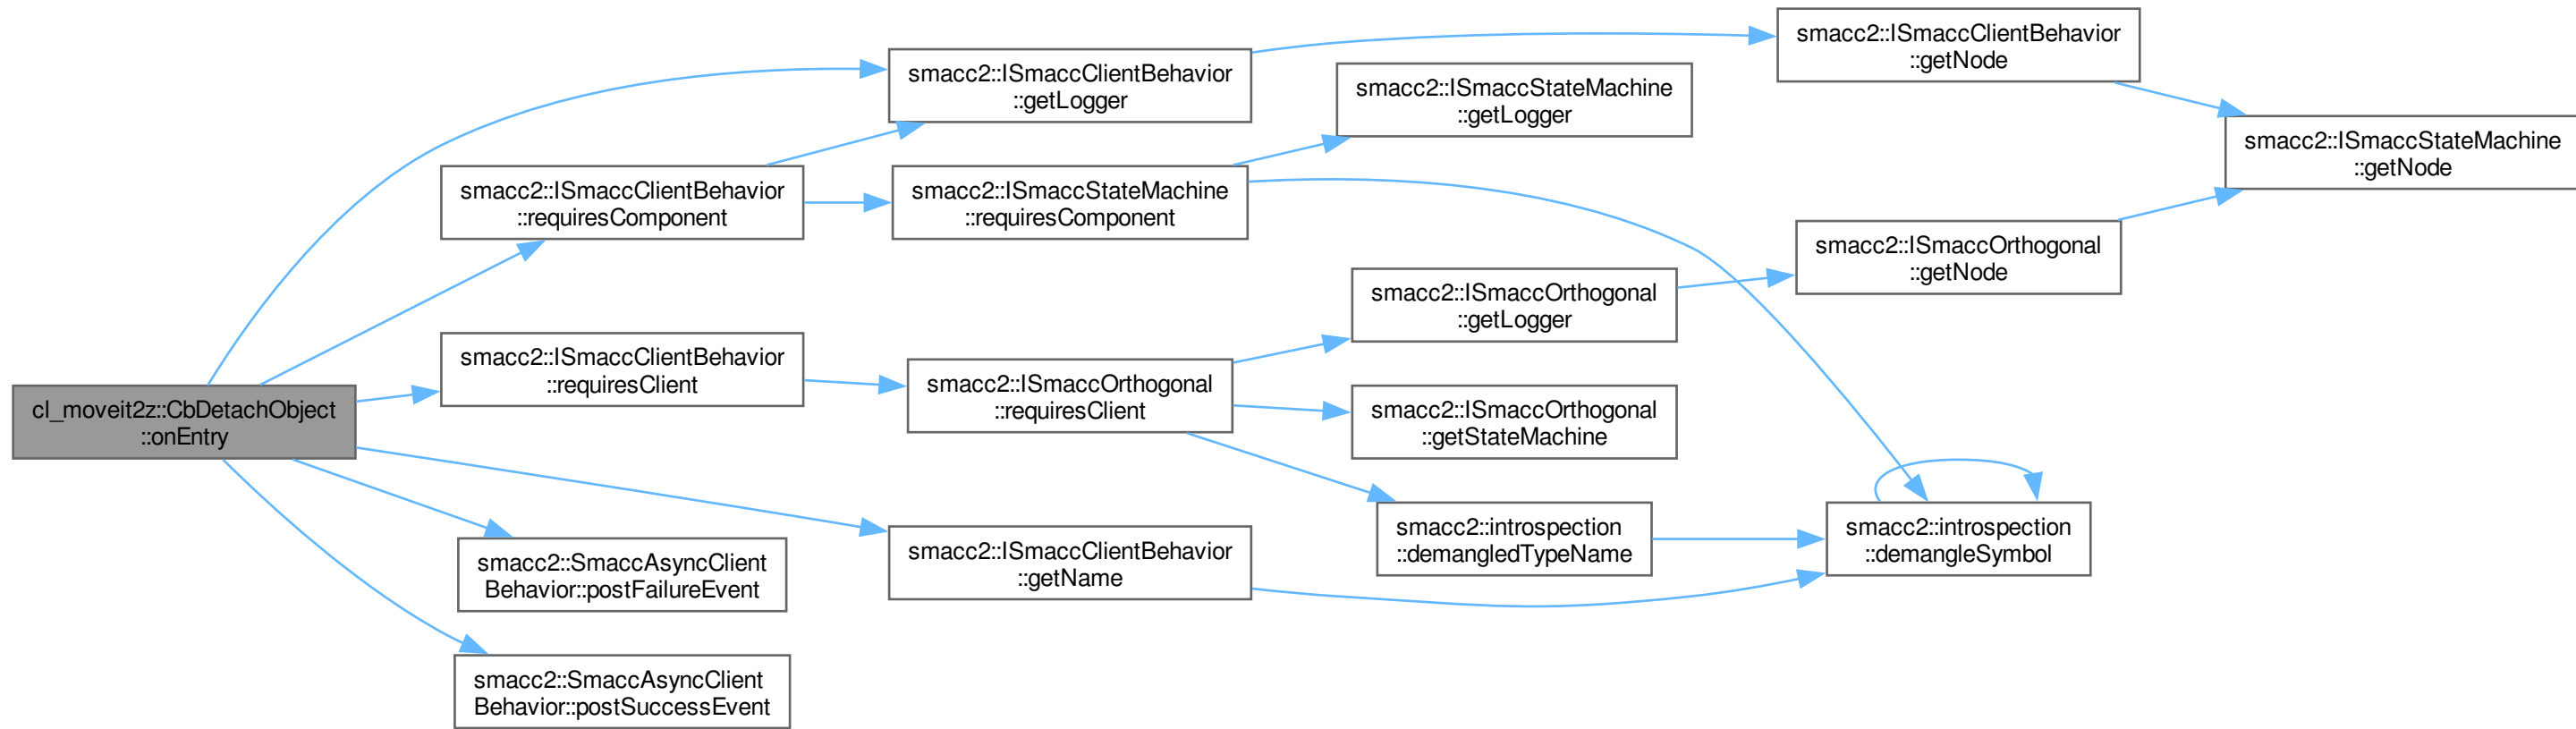 cl_moveit2z::CbDetachObject
::onEntry
smacc2::ISmaccClientBehavior
::getLogger
smacc2::ISmaccClientBehavior
::requiresComponent
smacc2::ISmaccClientBehavior
::requiresClient
smacc2::SmaccAsyncClient
Behavior::postFailureEvent
smacc2::SmaccAsyncClient
Behavior::postSuccessEvent
smacc2::ISmaccStateMachine
::requiresComponent
smacc2::ISmaccOrthogonal
::requiresClient
smacc2::ISmaccClientBehavior
::getName
smacc2::ISmaccStateMachine
::getLogger
smacc2::ISmaccOrthogonal
::getLogger
smacc2::ISmaccOrthogonal
::getStateMachine
smacc2::introspection
::demangledTypeName
smacc2::ISmaccClientBehavior
::getNode
smacc2::ISmaccOrthogonal
::getNode
smacc2::introspection
::demangleSymbol
smacc2::ISmaccStateMachine
::getNode